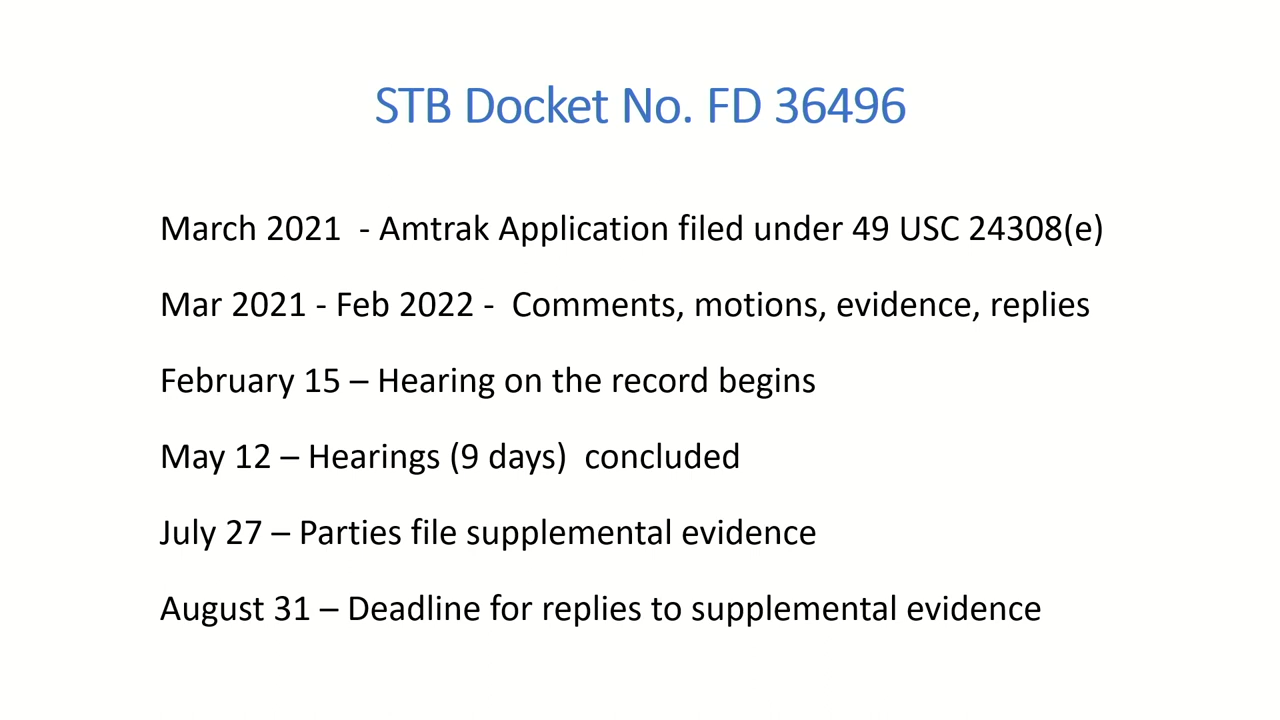 STB Docket No. FD 36496
March 2021  - Amtrak Application filed under 49 USC 24308(e)
Mar 2021 - Feb 2022 -  Comments, motions, evidence, replies
February 15 – Hearing on the record begins
May 12 – Hearings (9 days)  concluded
July 27 – Parties file supplemental evidence
August 31 – Deadline for replies to supplemental evidence